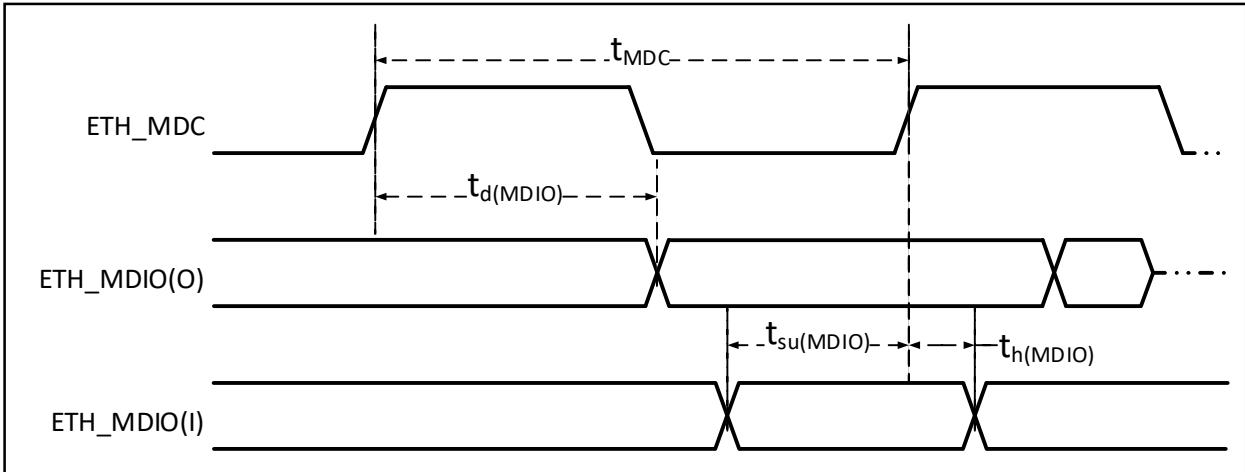 tMDC
ETH_MDC
td(MDIO)
ETH_MDIO(O)
tsu(MDIO)
th(MDIO)
ETH_MDIO(I)